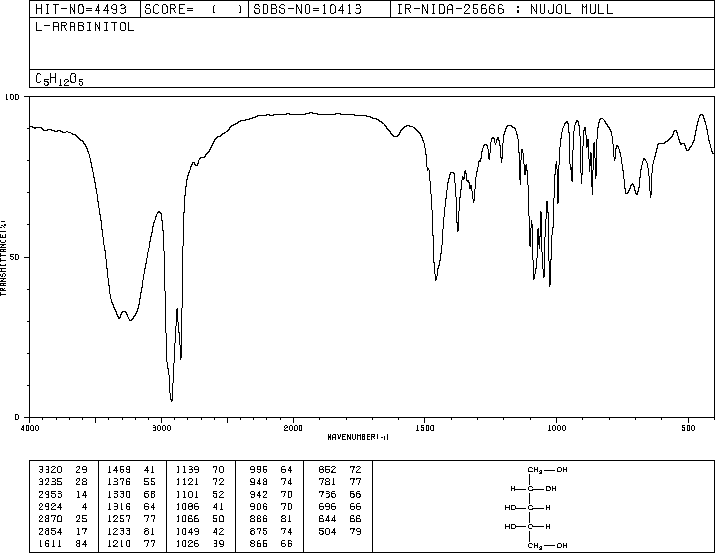 HIT-NO=4493 SCORE= ( ) SDBS-NO=10413 IR-NIDA-25666 : NUJOL MULL
L-ARABINITOL
C5H12O5
100
50
0
TRANSMITTANCE(%)
4000 3000 2000 1500 1000 500
WAVENUMBER(-1)
3320 29 1469 41 1139 70 996 64 862 72
3235 28 1376 55 1121 72 948 74 781 77
2953 14 1330 66 1101 52 942 70 736 66
2924 4 1316 64 1086 41 906 70 696 66
2870 25 1257 77 1066 50 886 81 644 66
2854 17 1233 81 1049 42 875 74 504 79
1611 84 1210 77 1026 39 866 66
CH2—OH
H—C—OH
HO—C—H
HO—C—H
CH2—OH